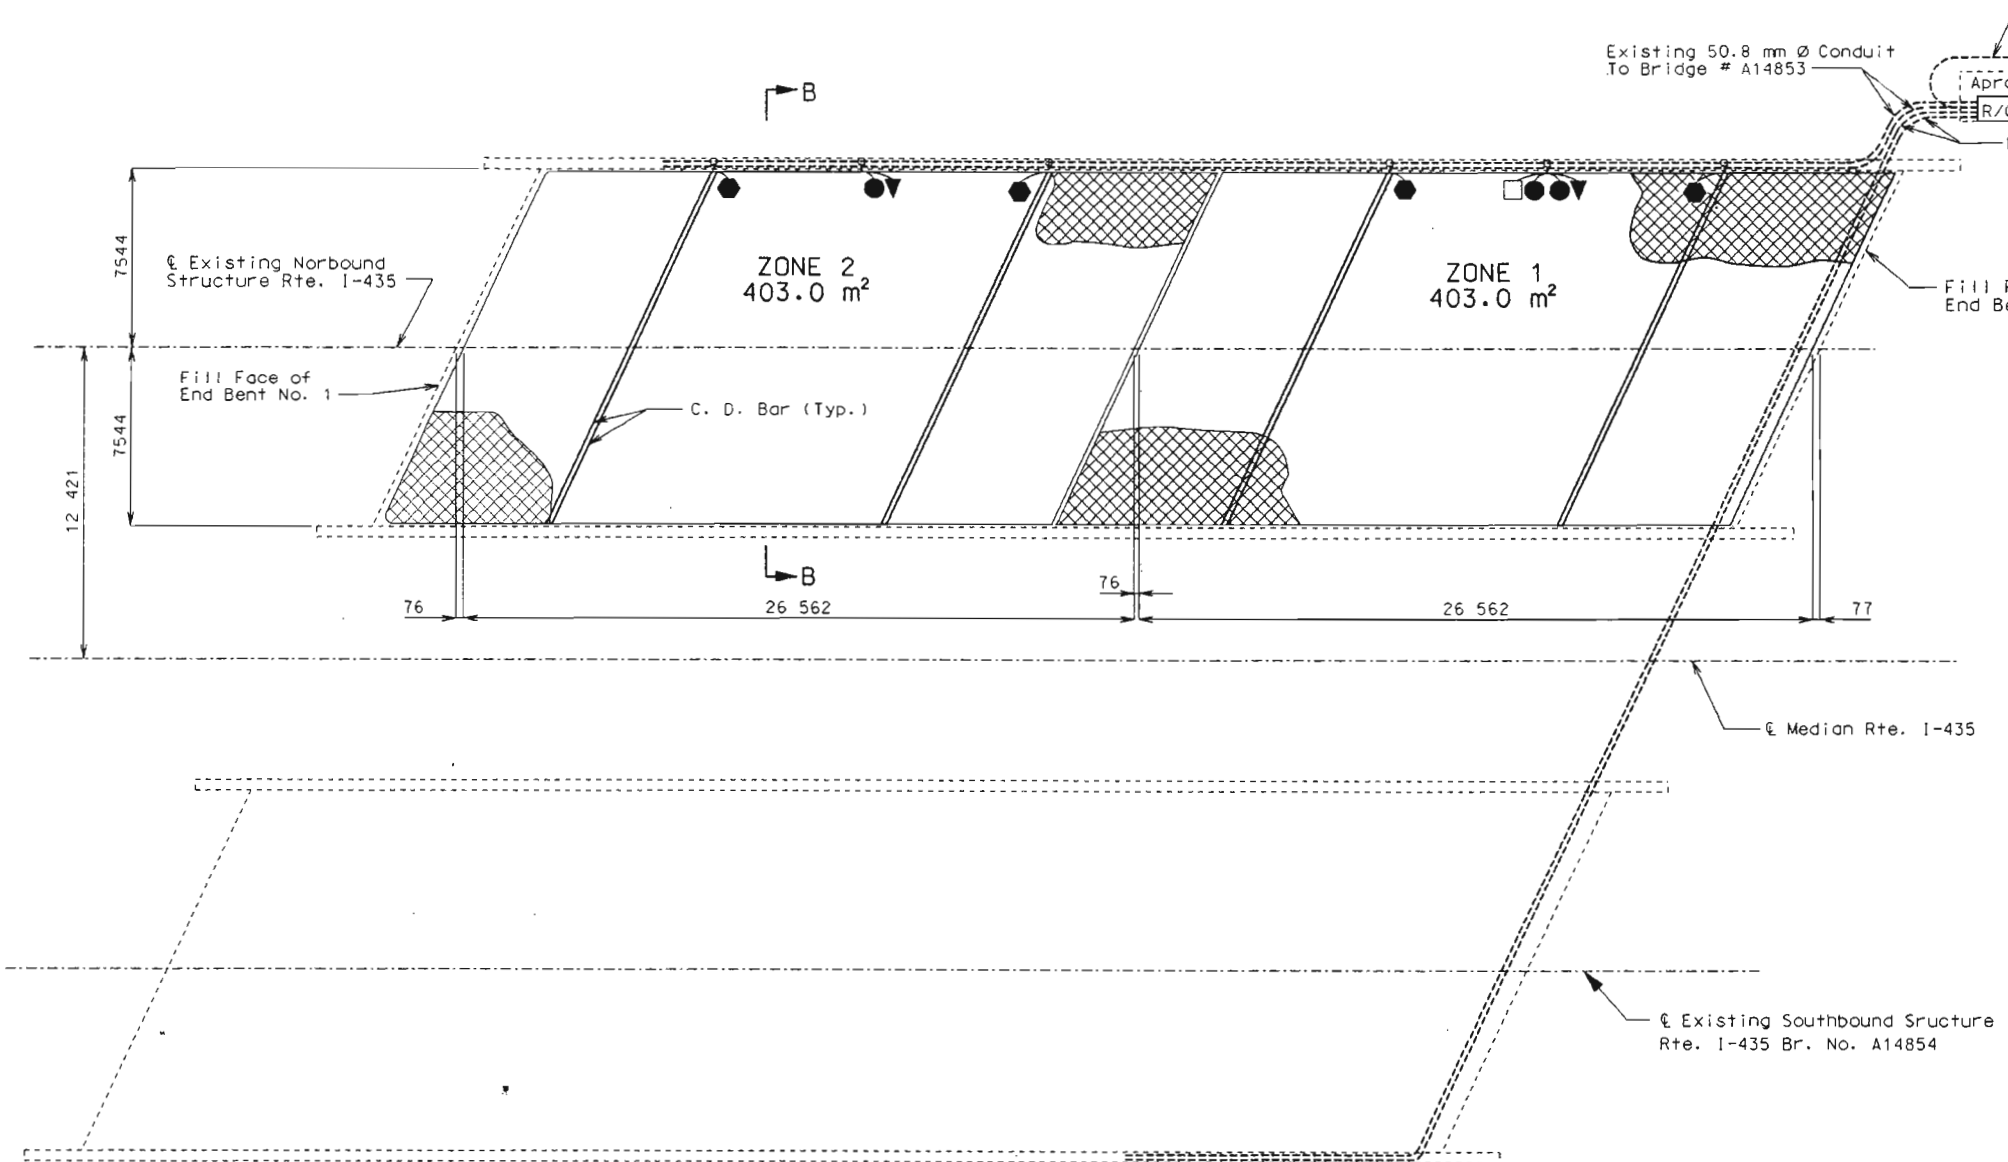 Existing 50.8 mm Ø Conduit
To Bridge # A14853
B
R/
7544
℄ Existing Norbound
Structure Rte. I-435
ZONE 2
403.0 m²
ZONE 1
403.0 m²
Fill
End
Fill Face of
End Bent No. 1
C. D. Bar (Typ.)
7544
12 421
B
76
26 562
76
26 562
77
℄ Median Rte. I-435
℄ Existing Southbound Sructure
Rte. I-435 Br. No. A14854